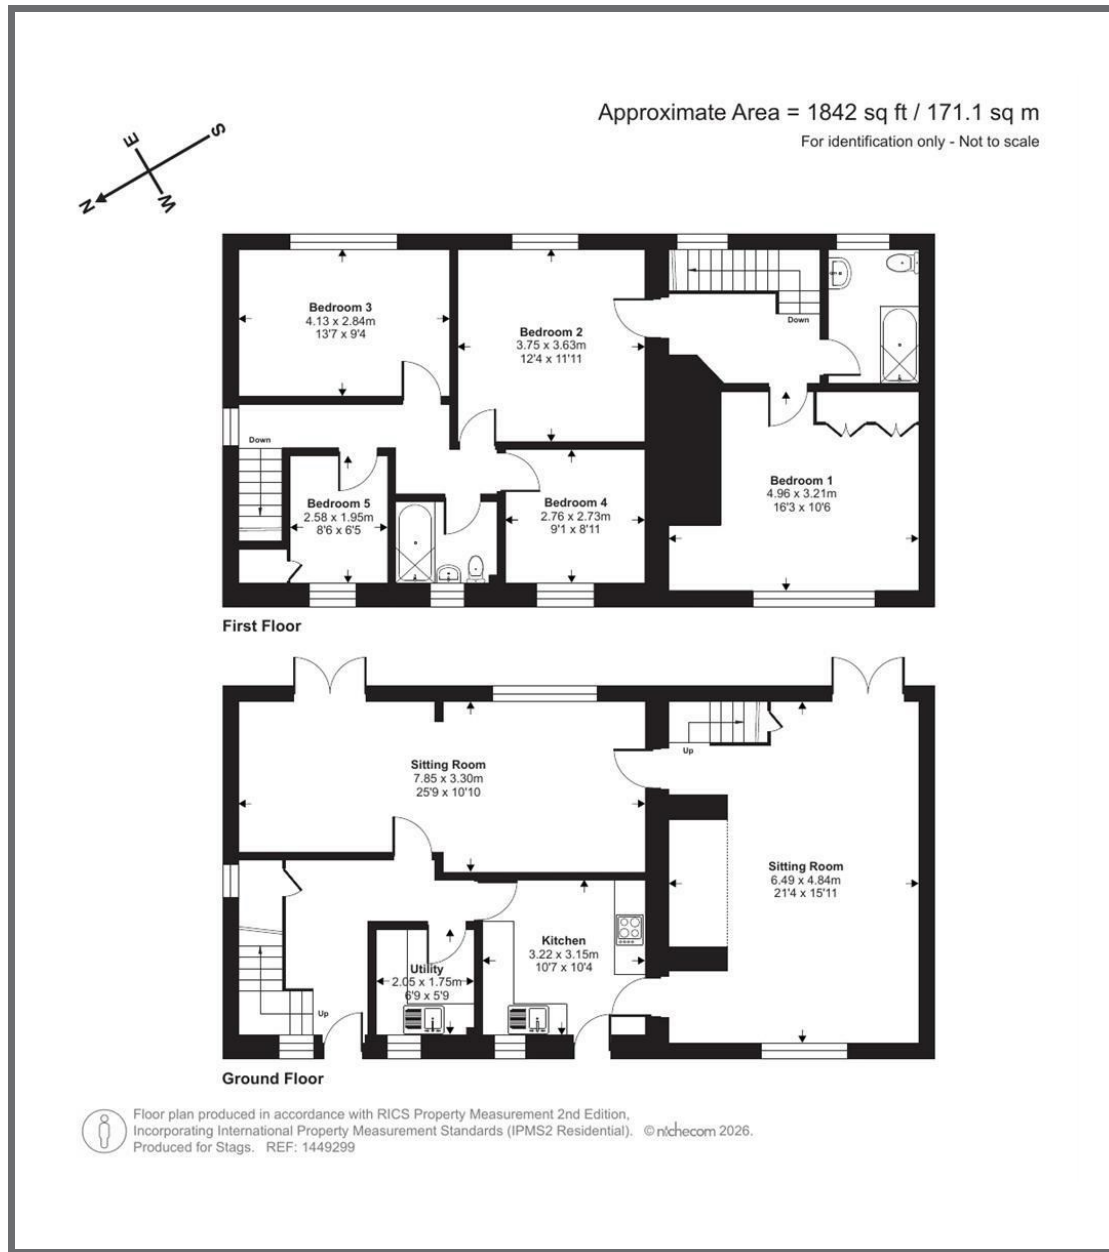 Approximate Area = 1842 sq ft / 171.1 sq m
For identification only - Not to scale
E
S
N
W
Bedroom 3
4.13 x 2.84m
13'7 x 9'4
Bedroom 2
3.75 x 3.63m
12'4 x 11'11
Down
Down
Bedroom 1
4.96 x 3.21m
16'3 x 10'6
Bedroom 5
2.58 x 1.95m
8'6 x 6'5
Bedroom 4
2.76 x 2.73m
9'1 x 8'11
First Floor
Sitting Room
7.85 x 3.30m
25'9 x 10'10
Up
Sitting Room
6.49 x 4.84m
21'4 x 15'11
Kitchen
3.22 x 3.15m
10'7 x 10'4
Utility
2.05 x 1.75m
6'9 x 5'9
Up
Ground Floor
Floor plan produced in accordance with RICS Property Measurement 2nd Edition,
Incorporating International Property Measurement Standards (IPMS2 Residential). © nichecom 2026.
Produced for Stags. REF: 1449299